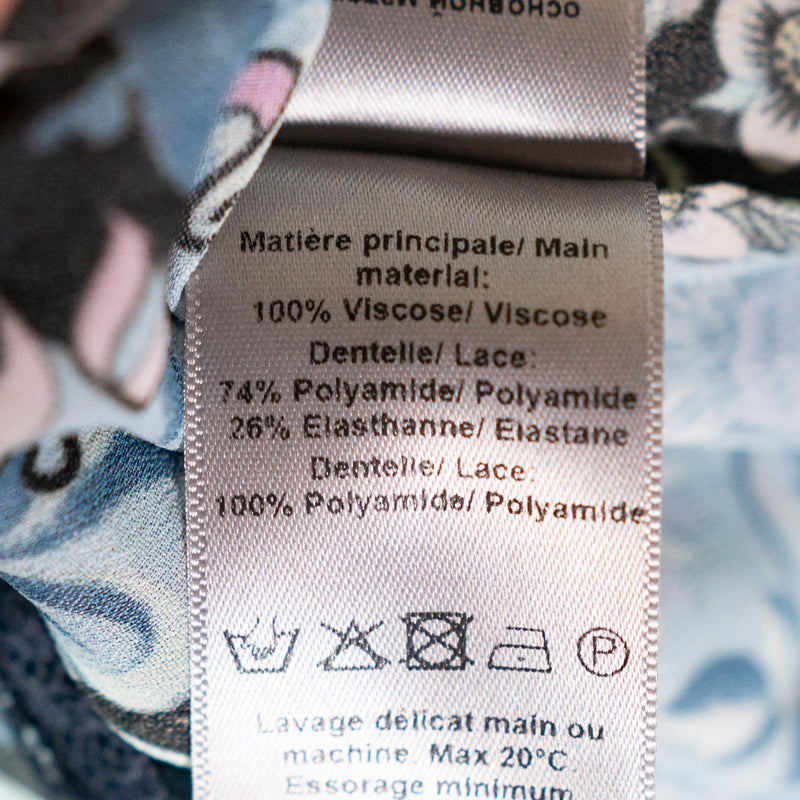 Matière principale/ Main
material:
100% Viscose/ Viscose
Dentelle/ Lace:
74% Polyamide/ Polyamide
26% Elasthanne/ Elastane
Dentelle/ Lace:
100% Polyamide/ Polyamide
P
Lavage délicat main ou
machine. Max 20°C.
Essorage minimum